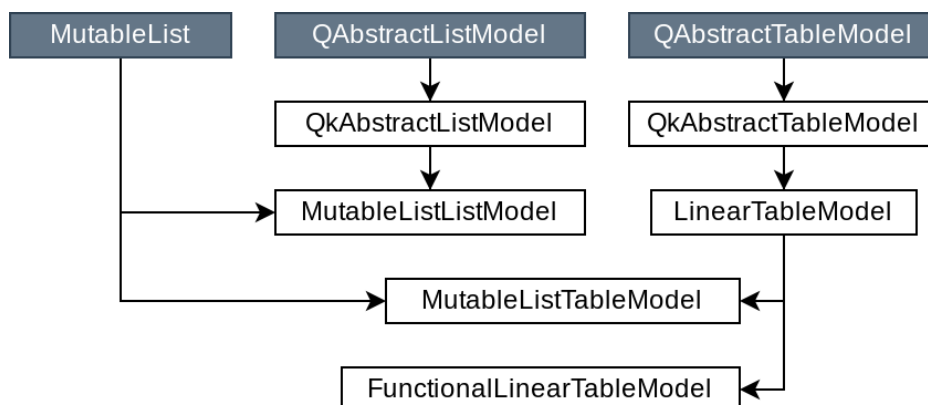 MutableList
QAbstractListModel
QAbstractTableModel
QkAbstractListModel
QkAbstractTableModel
MutableListListModel
LinearTableModel
MutableListTableModel
FunctionalLinearTableModel